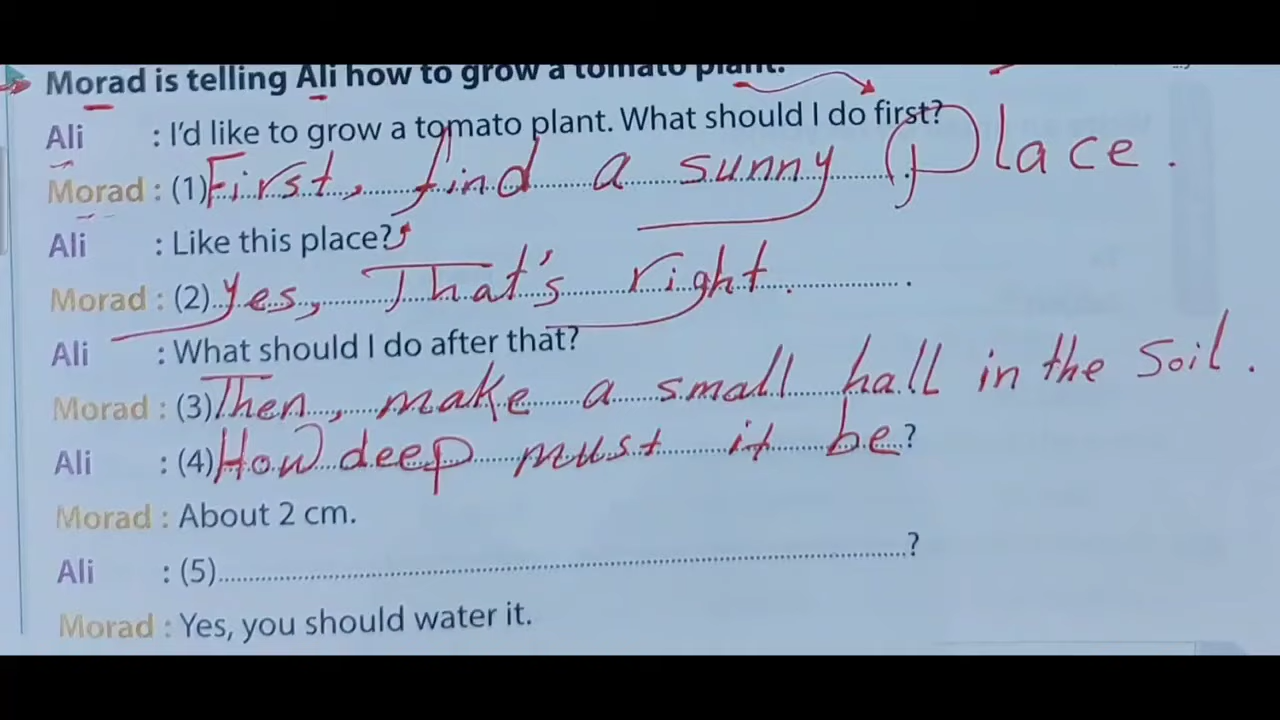 Morad is telling Ali how to grow a tomato plant.
Ali : I'd like to grow a tomato plant. What should I do first?
Morad : (1) First, find a sunny Place.
Ali : Like this place?
Morad : (2) Yes, That's right.
Ali : What should I do after that?
Morad : (3) Then, make a small hall in the Soil.
Ali : (4) How deep must it be?
Morad : About 2 cm.
Ali : (5)..........?
Morad : Yes, you should water it.